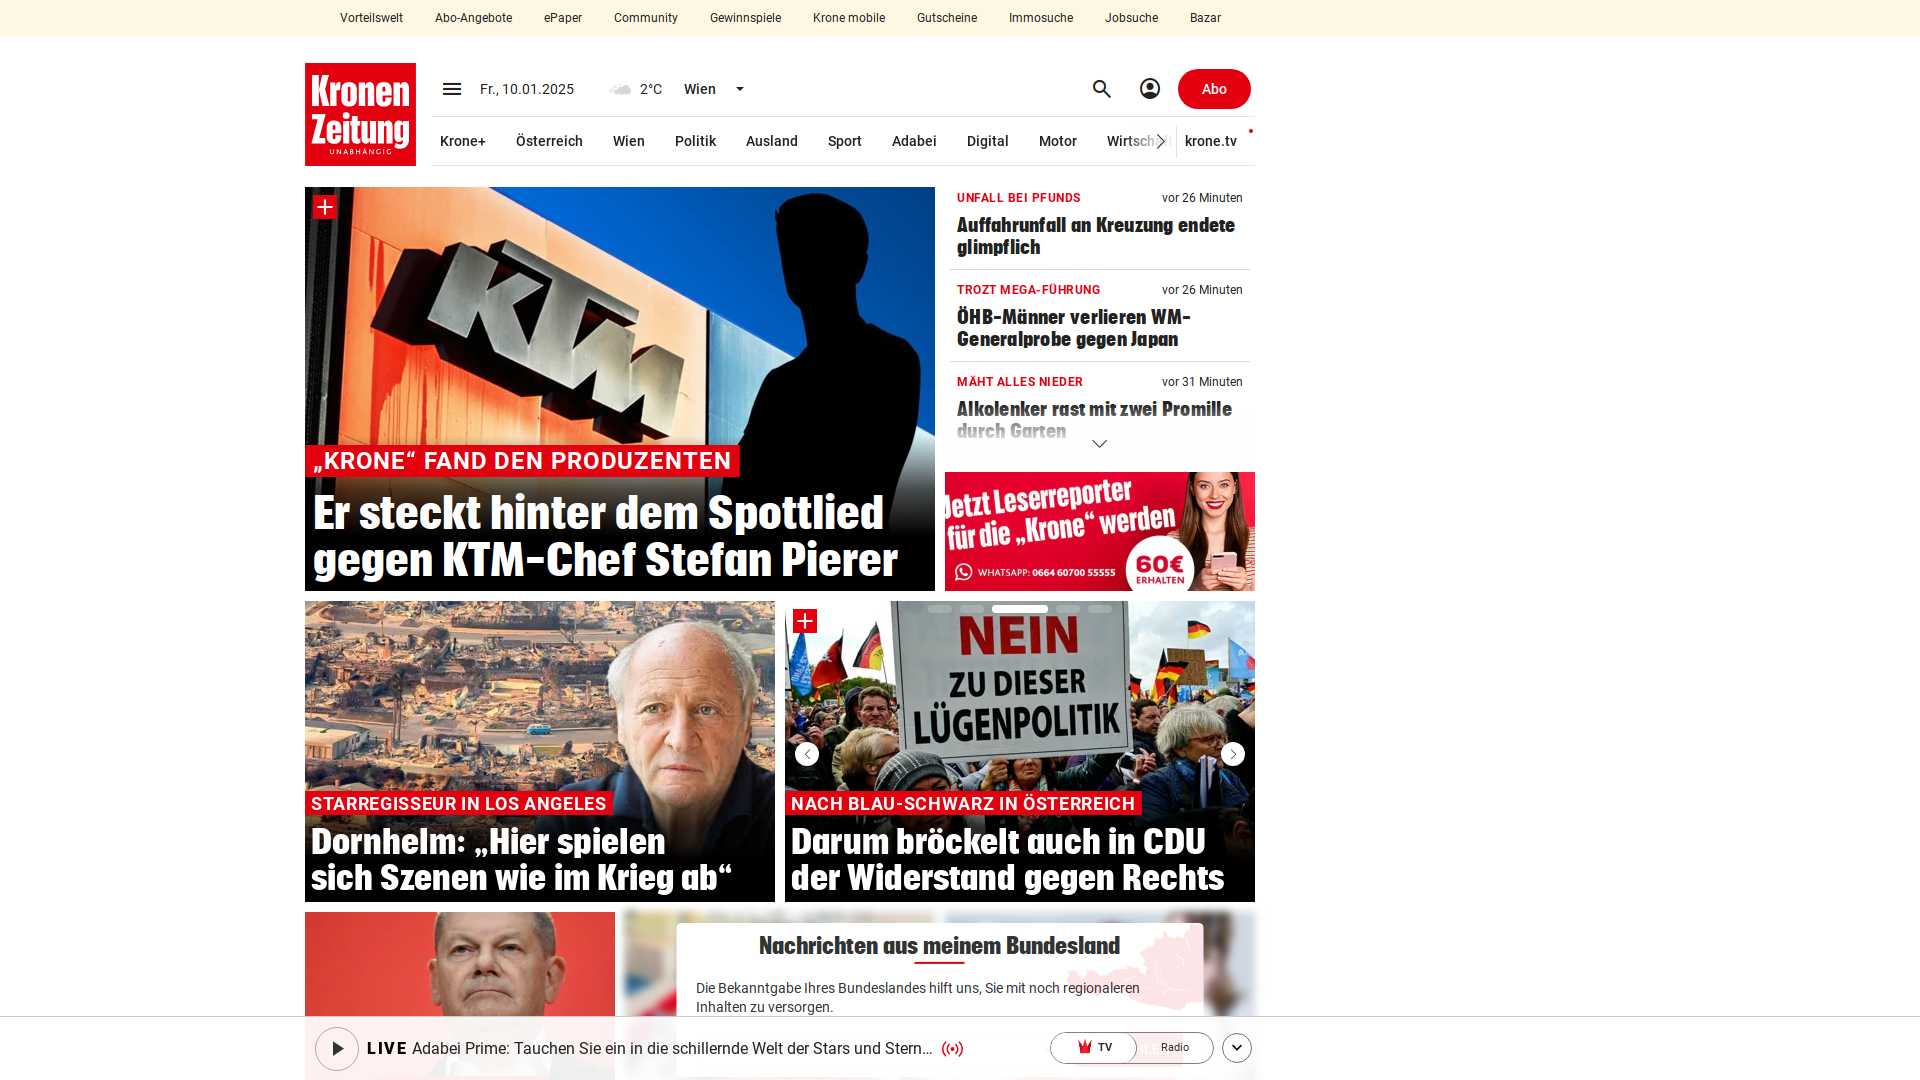 Vorteilswelt Abo-Angebote ePaper Community Gewinnspiele Krone mobile Gutscheine Immosuche Jobsuche Bazar
Kronen
Zeitung
UNABHÄNGIG
Fr., 10.01.2025 2°C Wien Abo
Krone+ Österreich Wien Politik Ausland Sport Adabei Digital Motor krone.tv
KTM
„KRONE“ FAND DEN PRODUZENTEN
Er steckt hinter dem Spottlied
gegen KTM-Chef Stefan Pierer
UNFALL BEI PFUNDS vor 26 Minuten
Auffahrunfall an Kreuzung endete
glimpflich
TROTZ MEGA-FÜHRUNG vor 26 Minuten
ÖHB-Männer verlieren WM-
Generalprobe gegen Japan
MÄHT ALLES NIEDER vor 31 Minuten
Alkolenker rast mit zwei Promille
durch Garten
Jetzt Leserreporter
für die „Krone“ werden
WHATSAPP: 0664 60700 55555
60€
ERHALTEN
STARREGISSEUR IN LOS ANGELES
Dornhelm: „Hier spielen
sich Szenen wie im Krieg ab“
NEIN
ZU DIESER
LÜGENPOLITIK
NACH BLAU-SCHWARZ IN ÖSTERREICH
Darum bröckelt auch in CDU
der Widerstand gegen Rechts
Nachrichten aus meinem Bundesland
Die Bekanntgabe Ihres Bundeslandes hilft uns, Sie mit noch regionaleren
Inhalten zu versorgen.
LIVE Adabei Prime: Tauchen Sie ein in die schillernde Welt der Stars und Stern... TV Radio